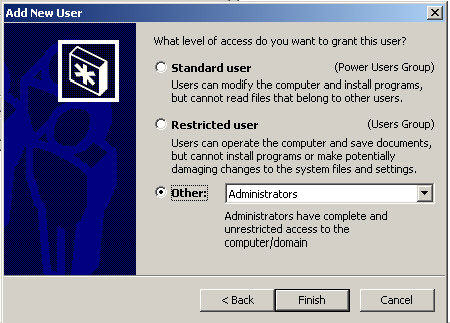 Add New User
What level of access do you want to grant this user?
Standard user (Power Users Group)
Users can modify the computer and install programs,
but cannot read files that belong to other users.
Restricted user (Users Group)
Users can operate the computer and save documents,
but cannot install programs or make potentially
damaging changes to the system files and settings.
Other: Administrators
Administrators have complete and
unrestricted access to the
computer/domain
< Back Finish Cancel